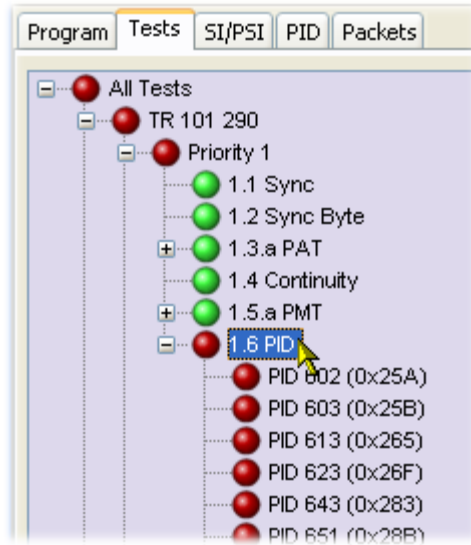 Program Tests SI/PSI PID Packets
All Tests
TR 101 290
Priority 1
1.1 Sync
1.2 Sync Byte
1.3.a PAT
1.4 Continuity
1.5.a PMT
1.6 PID
PID 602 (0x25A)
PID 603 (0x25B)
PID 613 (0x265)
PID 623 (0x26F)
PID 643 (0x283)
PID 651 (0x28B)